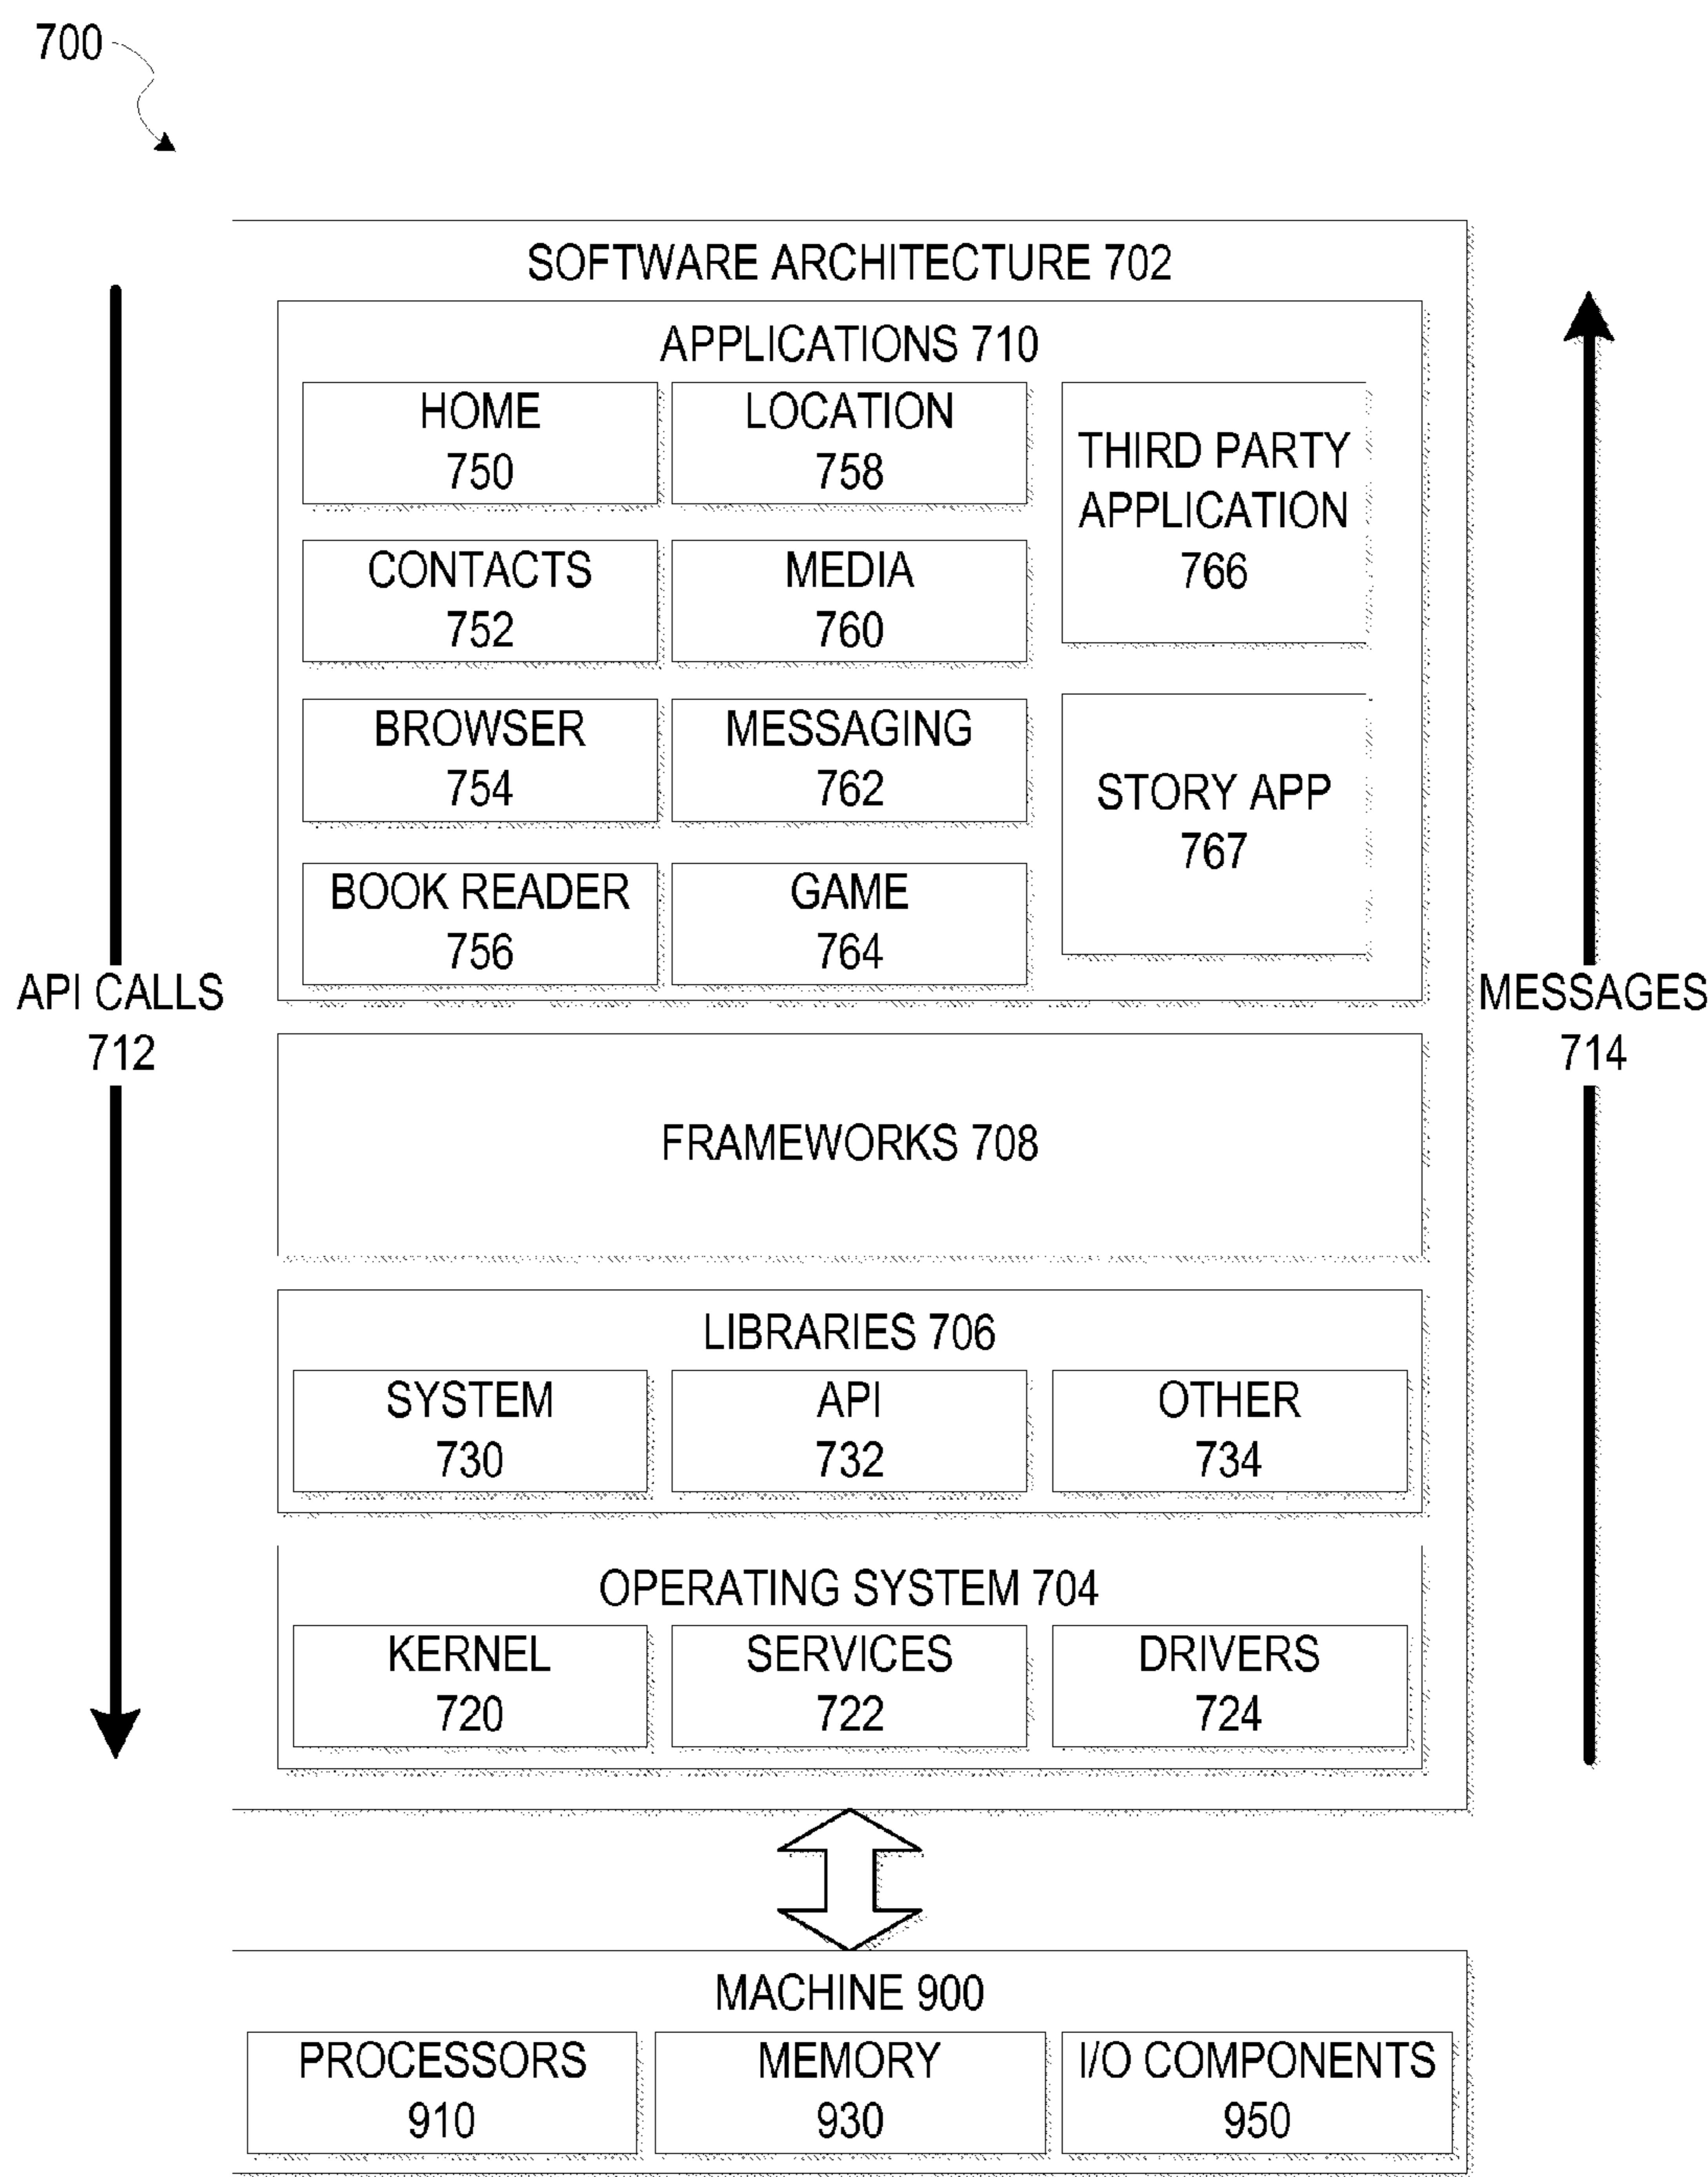 700
SOFTWARE ARCHITECTURE 702
APPLICATIONS 710
HOME
750
LOCATION
758
THIRD PARTY
APPLICATION
766
CONTACTS
752
MEDIA
760
BROWSER
754
MESSAGING
762
STORY APP
767
BOOK READER
756
GAME
764
API CALLS
712
MESSAGES
714
FRAMEWORKS 708
LIBRARIES 706
SYSTEM
730
API
732
OTHER
734
OPERATING SYSTEM 704
KERNEL
720
SERVICES
722
DRIVERS
724
MACHINE 900
PROCESSORS
910
MEMORY
930
I/O COMPONENTS
950